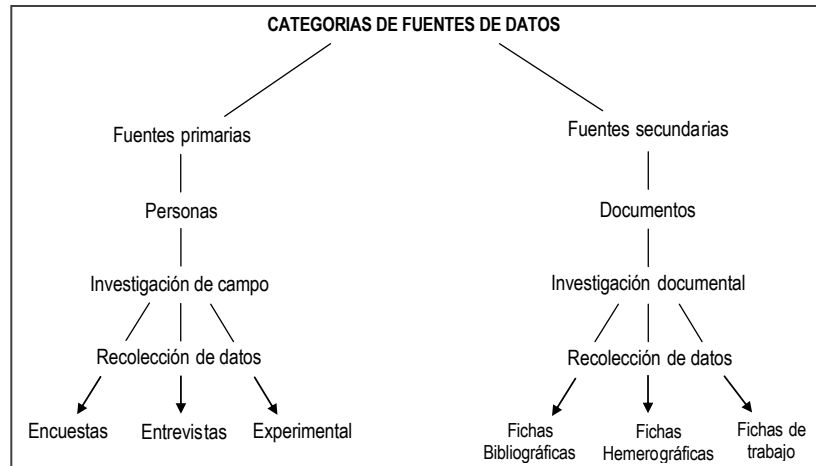 CATEGORIAS DE FUENTES DE DATOS
Fuentes primarias
Fuentes secundarias
Personas
Documentos
Investigación de campo
Investigación documental
Recolección de datos
Recolección de datos
Encuestas
Entrevistas
Experimental
Fichas
Bibliográficas
Fichas
Hemerográficas
Fichas de
trabajo